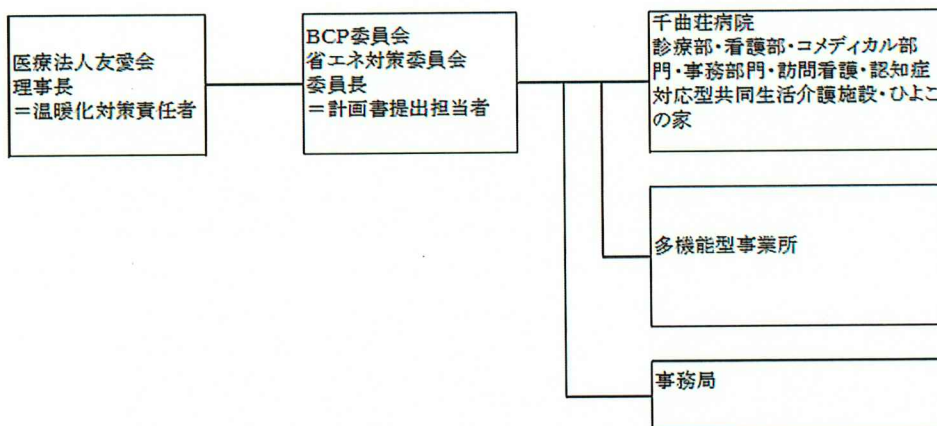 医療法人友愛会
理事長
＝温暖化対策責任者
BCP委員会
省エネ対策委員会
委員長
＝計画書提出担当者
千曲荘病院
診療部・看護部・コメディカル部
門・事務部門・訪問看護・認知症
対応型共同生活介護施設・ひよこ
の家
多機能型事業所
事務局